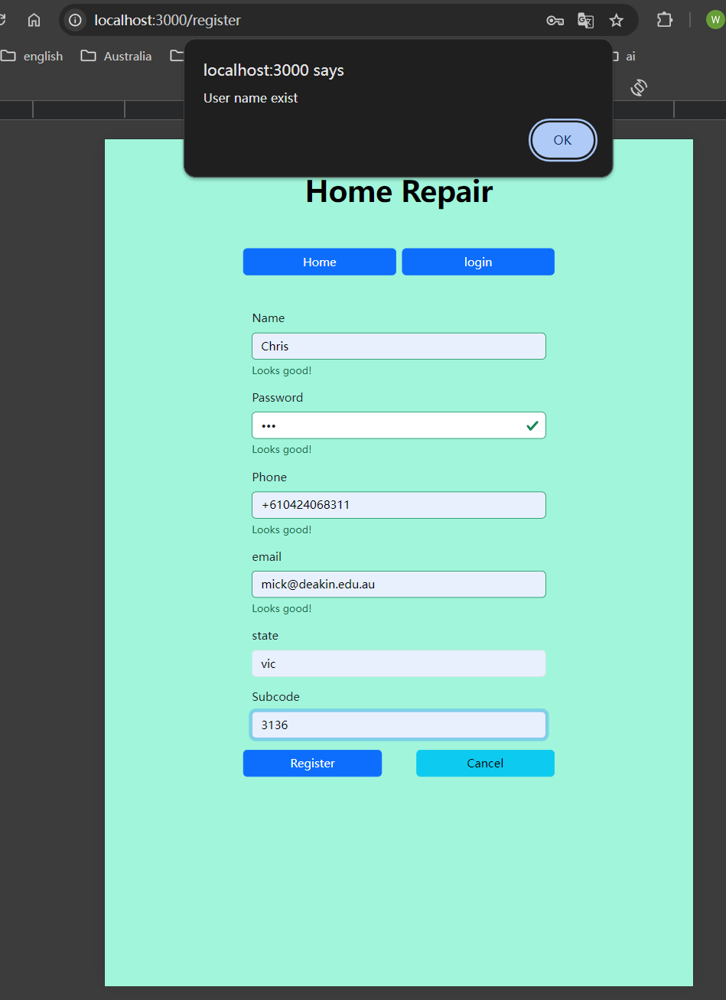 localhost:3000/register
english
Australia
ai
W
localhost:3000 says
User name exist
OK
Home Repair
Home
login
Name
Chris
Looks good!
Password
•••
Looks good!
Phone
+610424068311
Looks good!
email
mick@deakin.edu.au
Looks good!
state
vic
Subcode
3136
Register
Cancel